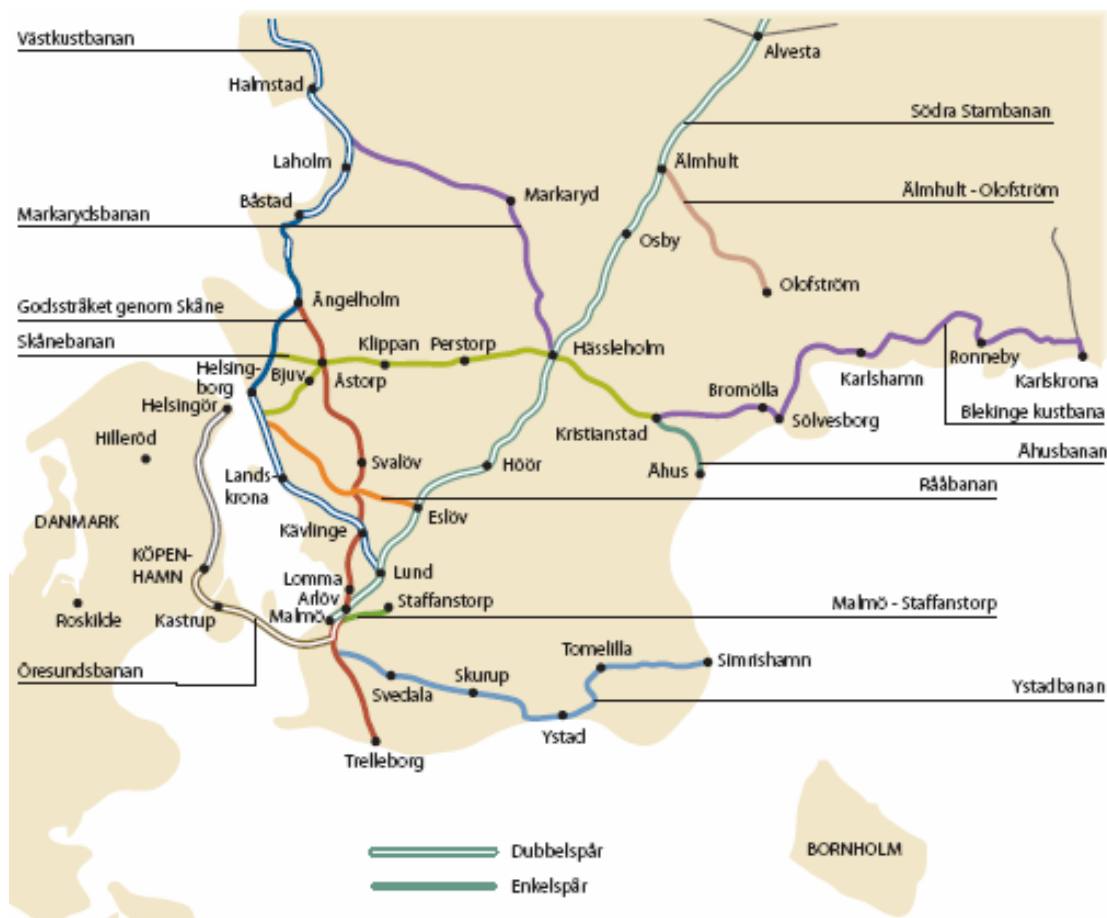 Västkustbanan
Halmstad
Alvesta
Södra Stambanan
Laholm
Älmhult
Båstad
Markaryd
Älmhult - Olofström
Markarydsbanan
Osby
Olofström
Godsstråket genom Skåne
Ängelholm
Skånebanan
Klippan
Perstorp
Hässleholm
Helsing-
borg
Bjuv
Åstorp
Karlshamn
Ronneby
Karlskrona
Bromölla
Helsingör
Blekinge kustbana
Hilleröd
Kristianstad
Sölvesborg
Svalöv
Höör
Åhus
Åhusbanan
Lands-
krona
Rååbanan
DANMARK
Eslöv
Kävlinge
KÖPEN-
HAMN
Lund
Lomma
Arlöv
Staffanstorp
Malmö
Malmö - Staffanstorp
Roskilde
Kastrup
Tomelilla
Simrishamn
Öresundsbanan
Skurup
Svedala
Ystadbanan
Ystad
Trelleborg
Dubbelspår
BORNHOLM
Enkelspår